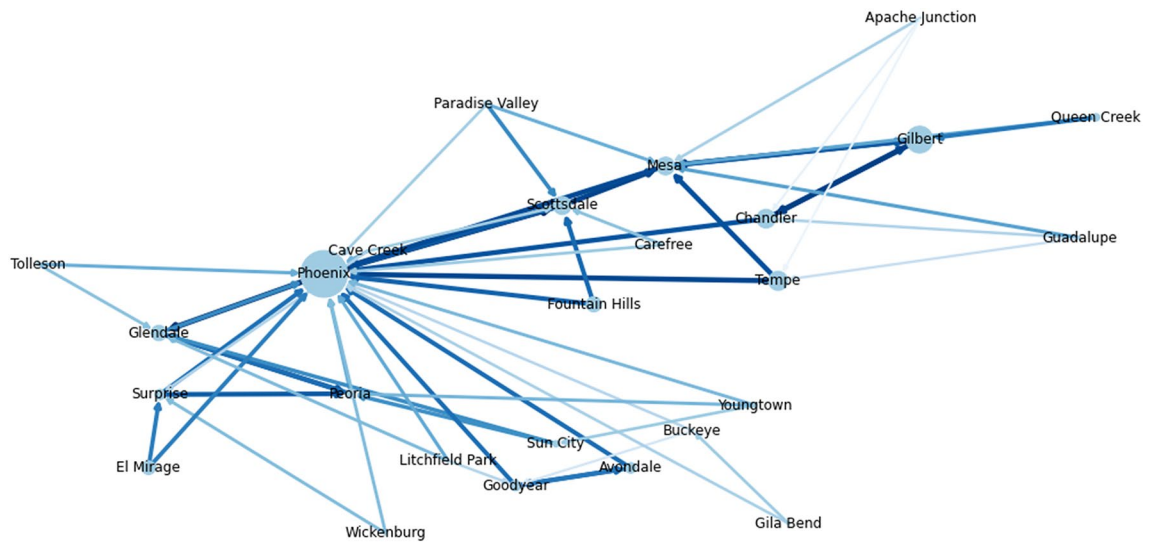 Apache Junction
Paradise Valley
Queen Creek
Gilbert
Mesa
Scottsdale
Chandler
Guadalupe
Carefree
Cave Creek
Tolleson
Phoenix
Tempe
Fountain Hills
Glendale
Surprise
Peoria
Youngtown
Buckeye
Sun City
Litchfield Park
El Mirage
Avondale
Goodyear
Gila Bend
Wickenburg